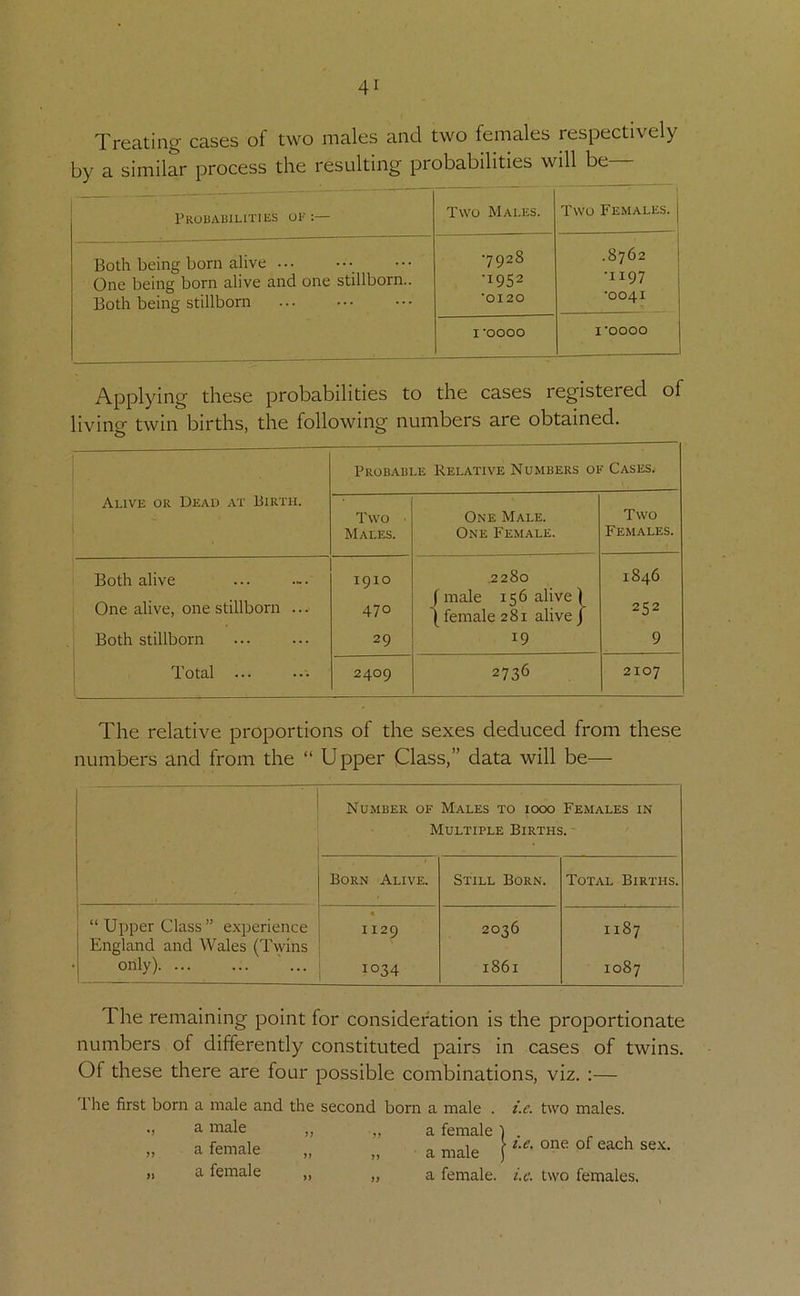 41
Treating cases of two males and two females respectively
by a similar process the resulting probabilities will be—
Probabilities of :— Two Males. Two Females.
Both being born alive ... ... ... ·7928 .8762
One being born alive and one stillborn.. ·1952 ·1197
Both being stillborn ... ... ... ·0120 ·0041
1·0000 1·0000
Applying these probabilities to the cases registered of
living twin births, the following numbers are obtained.
Alive or Dead at Birth. Probable Relative Numbers of Cases.
Two Males. One Male. One Female. Two Females.
Both alive ... ... 1910 2280 1846
One alive, one stillborn ... 470 { male 156 alive } { female 281 alive } 252
Both stillborn ... ... 29 19 9
Total ... ... 2409 2736 2107
The relative proportions of the sexes deduced from these
numbers and from the “ Upper Class,” data will be—
Number of Males to 1000 Females in
Multiple Births.
Born Alive. Still Born. Total Births.
“ Upper Class ” experience 1129 2036 1187
England and Wales (Twins
only). ... ... ... 1034 1861 1087
The remaining point for consideration is the proportionate
numbers of differently constituted pairs in cases of twins.
Of these there are four possible combinations, viz. :—
The first born a male and the second born a male . i.e. two males.
„ a male „ „ a female }
„ a female „ „ a male } i.e. one of each sex.
„ a female „ „ a female. i.e. two females.